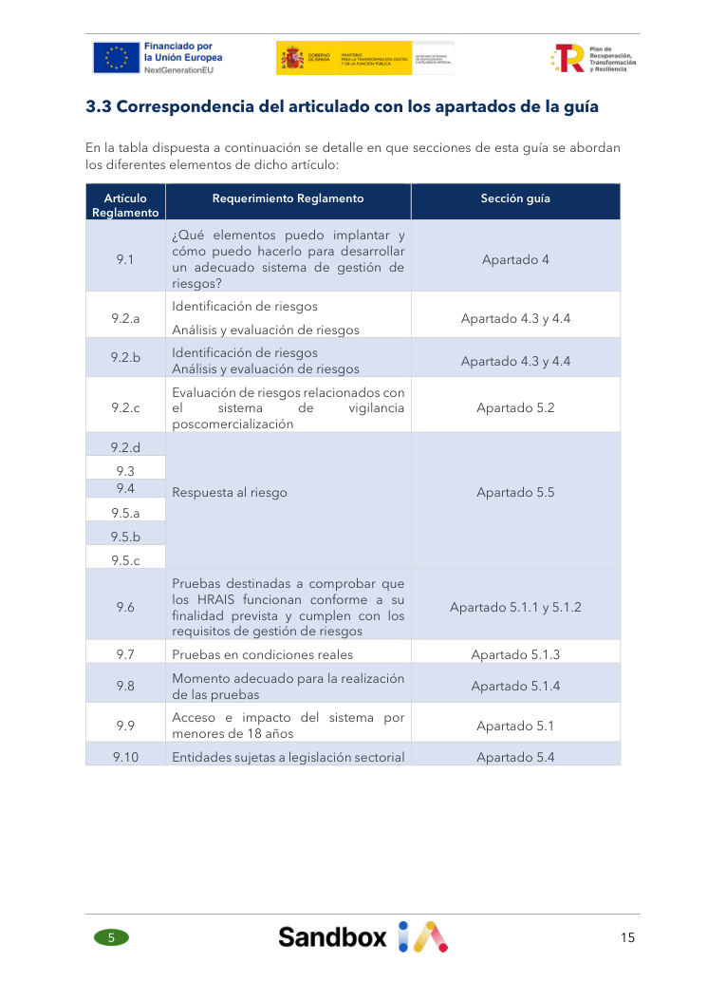 Financiado por
la Unión Europea
NextGenerationEU
GOBIERNO
DE ESPAÑA
MINISTERIO
PARA LA TRANSFORMACIÓN DIGITAL
Y DE LA FUNCIÓN PÚBLICA
SECRETARÍA DE ESTADO
DE DIGITALIZACIÓN
E INTELIGENCIA ARTIFICIAL
Plan de
Recuperación,
Transformación
y Resiliencia
3.3 Correspondencia del articulado con los apartados de la guía
En la tabla dispuesta a continuación se detalle en que secciones de esta guía se abordan
los diferentes elementos de dicho artículo:
Artículo
Reglamento
Requerimiento Reglamento
Sección guía
9.1
¿Qué elementos puedo implantar y
cómo puedo hacerlo para desarrollar
un adecuado sistema de gestión de
riesgos?
Apartado 4
9.2.a
Identificación de riesgos
Análisis y evaluación de riesgos
Apartado 4.3 y 4.4
9.2.b
Identificación de riesgos
Análisis y evaluación de riesgos
Apartado 4.3 y 4.4
9.2.c
Evaluación de riesgos relacionados con
el sistema de vigilancia
poscomercialización
Apartado 5.2
9.2.d
9.3
9.4
9.5.a
9.5.b
9.5.c
Respuesta al riesgo
Apartado 5.5
9.6
Pruebas destinadas a comprobar que
los HRAIS funcionan conforme a su
finalidad prevista y cumplen con los
requisitos de gestión de riesgos
Apartado 5.1.1 y 5.1.2
9.7
Pruebas en condiciones reales
Apartado 5.1.3
9.8
Momento adecuado para la realización
de las pruebas
Apartado 5.1.4
9.9
Acceso e impacto del sistema por
menores de 18 años
Apartado 5.1
9.10
Entidades sujetas a legislación sectorial
Apartado 5.4
5
Sandbox IA
15